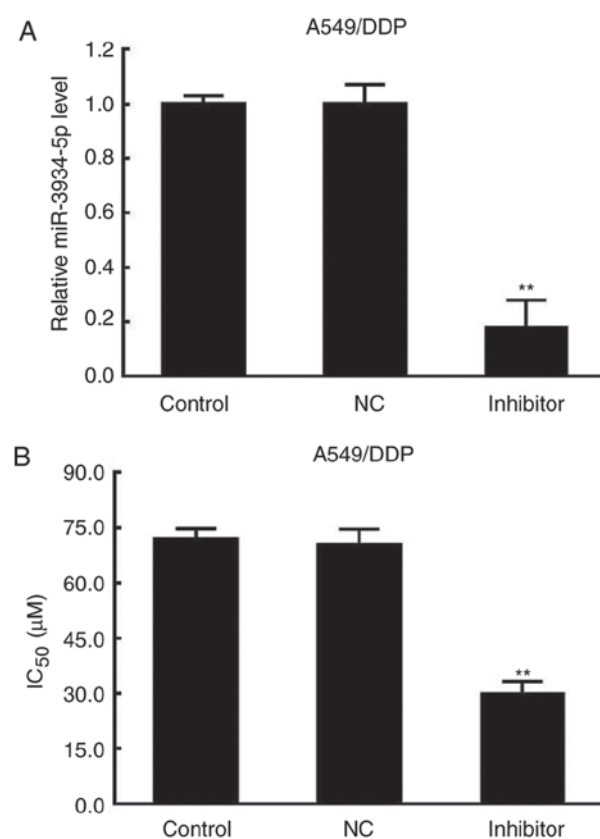 A
A549/DDP
Relative miR-3934-5p level
1.2
1.0
0.8
0.6
0.4
0.2
0.0
**
Control NC Inhibitor
B
A549/DDP
IC50 (μM)
90.0
75.0
60.0
45.0
30.0
15.0
0.0
**
Control NC Inhibitor